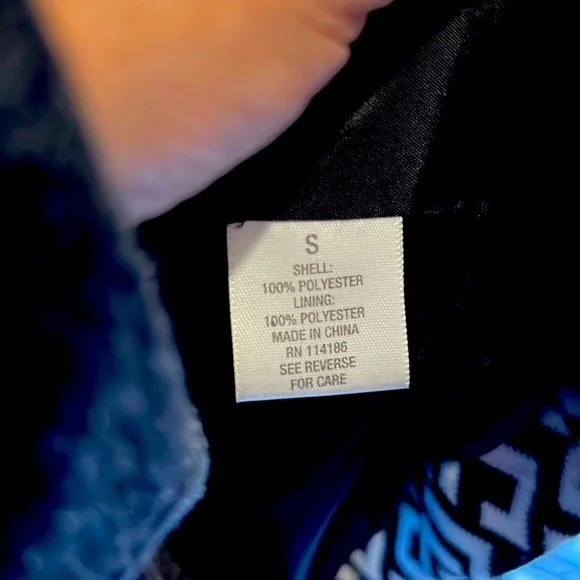 S
SHELL:
100% POLYESTER
LINING:
100% POLYESTER
MADE IN CHINA
RN 114186
SEE REVERSE
FOR CARE